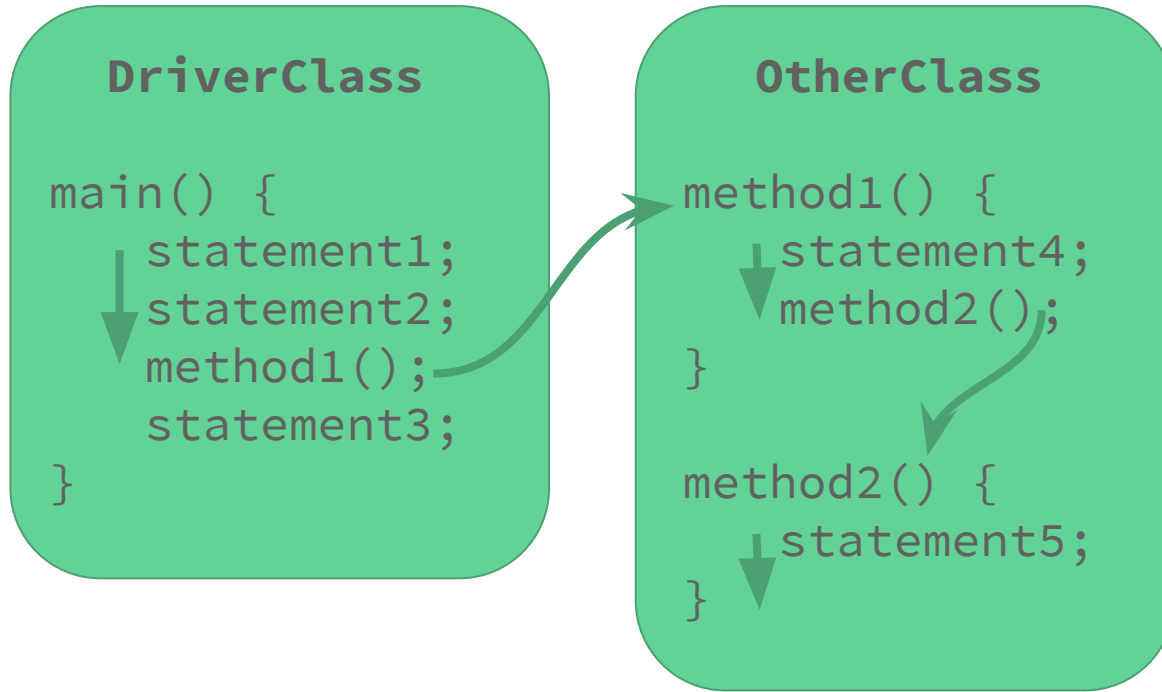 DriverClass
main() {
statement1;
statement2;
method1();
statement3;
}
OtherClass
method1() {
statement4;
method2();
}
method2() {
statement5;
}